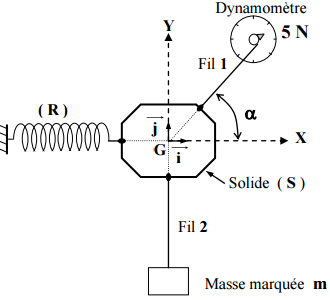 Dynamomètre
Y
5 N
Fil 1
( R )
α
j
X
G
i
Solide ( S )
Fil 2
Masse marquée m